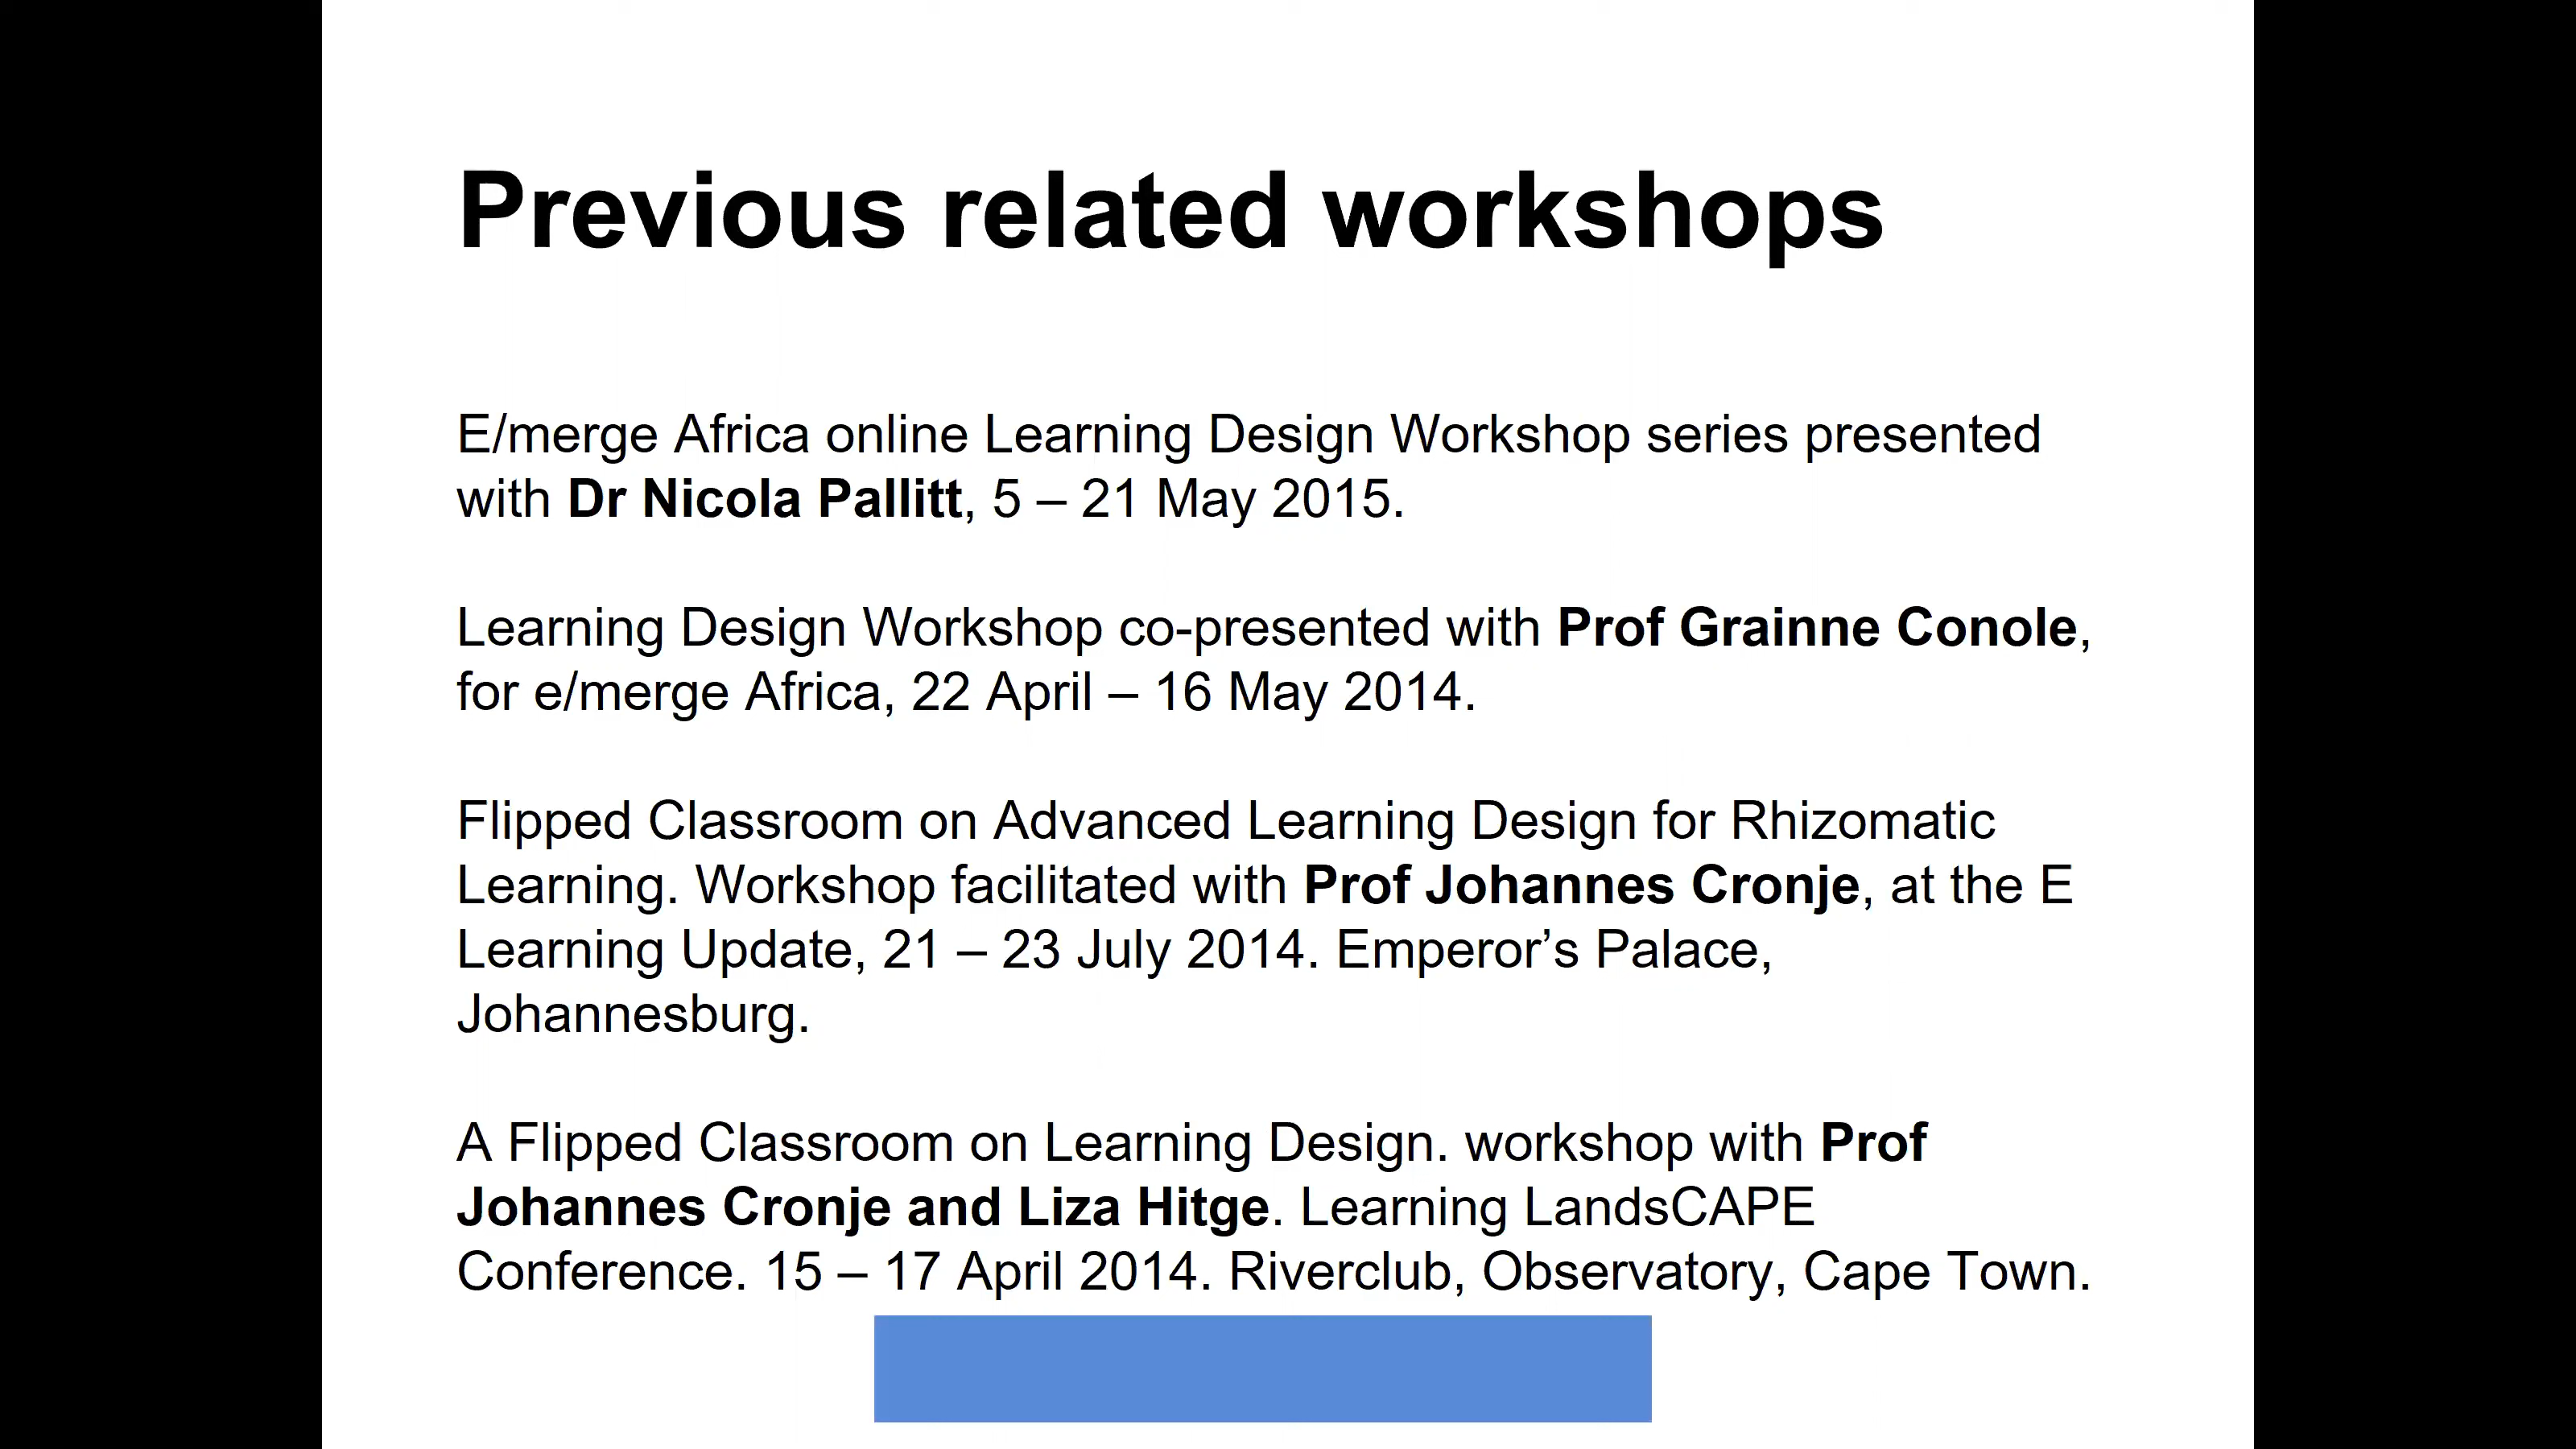 Previous related workshops
E/merge Africa online Learning Design Workshop series presented
with Dr Nicola Pallitt, 5 – 21 May 2015.
Learning Design Workshop co-presented with Prof Grainne Conole,
for e/merge Africa, 22 April – 16 May 2014.
Flipped Classroom on Advanced Learning Design for Rhizomatic
Learning. Workshop facilitated with Prof Johannes Cronje, at the E
Learning Update, 21 – 23 July 2014. Emperor’s Palace,
Johannesburg.
A Flipped Classroom on Learning Design. workshop with Prof
Johannes Cronje and Liza Hitge. Learning LandsCAPE
Conference. 15 – 17 April 2014. Riverclub, Observatory, Cape Town.